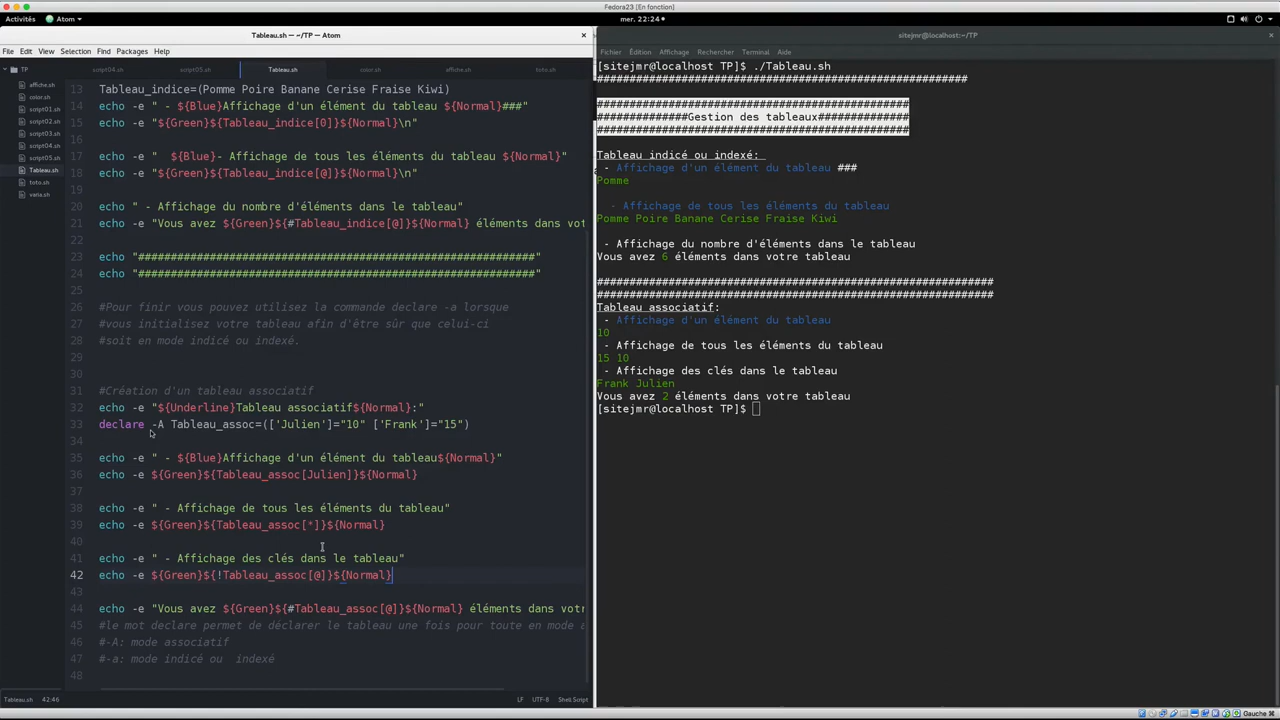 Fedora23 [En fonction]
Activités Atom mer. 22:24
Tableau.sh — ~/TP — Atom
File Edit View Selection Find Packages Help
TP
affiche.sh
color.sh
script01.sh
script02.sh
script03.sh
script04.sh
script05.sh
Tableau.sh
toto.sh
varia.sh
script04.sh script05.sh Tableau.sh color.sh affiche.sh toto.sh
13 Tableau_indice=(Pomme Poire Banane Cerise Fraise Kiwi)
14 echo -e " - ${Blue}Affichage d'un élément du tableau ${Normal}###"
15 echo -e "${Green}${Tableau_indice[0]}${Normal}\n"
16
17 echo -e "  ${Blue}- Affichage de tous les éléments du tableau ${Normal}"
18 echo -e "${Green}${Tableau_indice[@]}${Normal}\n"
19
20 echo " - Affichage du nombre d'éléments dans le tableau"
21 echo -e "Vous avez ${Green}${#Tableau_indice[@]}${Normal} éléments dans vot
22
23 echo "#############################################################"
24 echo "#############################################################"
25
26 #Pour finir vous pouvez utilisez la commande declare -a lorsque
27 #vous initialisez votre tableau afin d'être sûr que celui-ci
28 #soit en mode indicé ou indexé.
29
30
31 #Création d'un tableau associatif
32 echo -e "${Underline}Tableau associatif${Normal}:"
33 declare -A Tableau_assoc=(['Julien']="10" ['Frank']="15")
34
35 echo -e " - ${Blue}Affichage d'un élément du tableau${Normal}"
36 echo -e ${Green}${Tableau_assoc[Julien]}${Normal}
37
38 echo -e " - Affichage de tous les éléments du tableau"
39 echo -e ${Green}${Tableau_assoc[*]}${Normal}
40
41 echo -e " - Affichage des clés dans le tableau"
42 echo -e ${Green}${!Tableau_assoc[@]}${Normal}
43
44 echo -e "Vous avez ${Green}${#Tableau_assoc[@]}${Normal} éléments dans votr
45 #le mot declare permet de déclarer le tableau une fois pour toute en mode a
46 #-A: mode associatif
47 #-a: mode indicé ou  indexé
48
Tableau.sh 42:46 LF UTF-8 Shell Script
sitejmr@localhost:~/TP
Fichier Édition Affichage Rechercher Terminal Aide
[sitejmr@localhost TP]$ ./Tableau.sh
#########################################################
################################################
##############Gestion des tableaux##############
################################################
Tableau indicé ou indexé:
 - Affichage d'un élément du tableau ###
Pomme
  - Affichage de tous les éléments du tableau
Pomme Poire Banane Cerise Fraise Kiwi
 - Affichage du nombre d'éléments dans le tableau
Vous avez 6 éléments dans votre tableau
#############################################################
#############################################################
Tableau associatif:
 - Affichage d'un élément du tableau
10
 - Affichage de tous les éléments du tableau
15 10
 - Affichage des clés dans le tableau
Frank Julien
Vous avez 2 éléments dans votre tableau
[sitejmr@localhost TP]$
Gauche ⌘